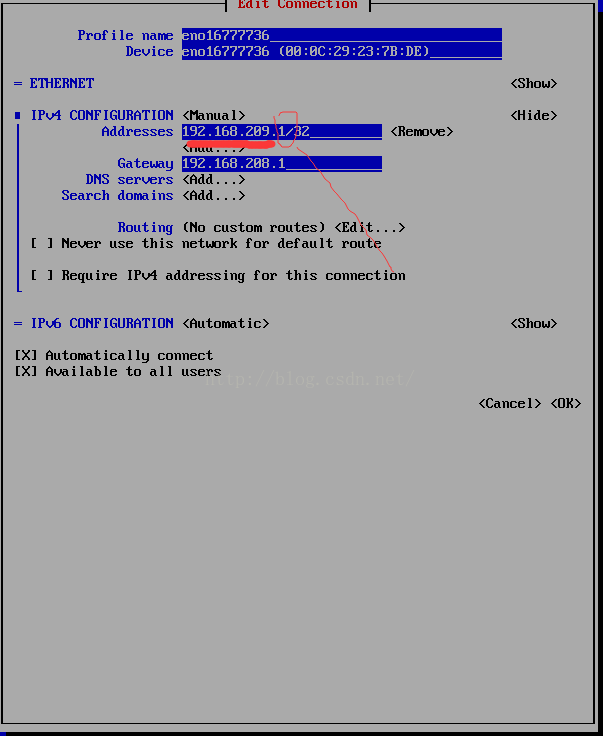 Edit Connection
Profile name eno16777736
Device eno16777736 (00:0C:29:23:7B:DE)
= ETHERNET <Show>
IPv4 CONFIGURATION <Manual> <Hide>
Addresses 192.168.209.1/32 <Remove>
<Add...>
Gateway 192.168.208.1
DNS servers <Add...>
Search domains <Add...>
Routing (No custom routes) <Edit...>
[ ] Never use this network for default route
[ ] Require IPv4 addressing for this connection
= IPv6 CONFIGURATION <Automatic> <Show>
[X] Automatically connect
[X] Available to all users
http://blog.csdn.net/
<Cancel> <OK>